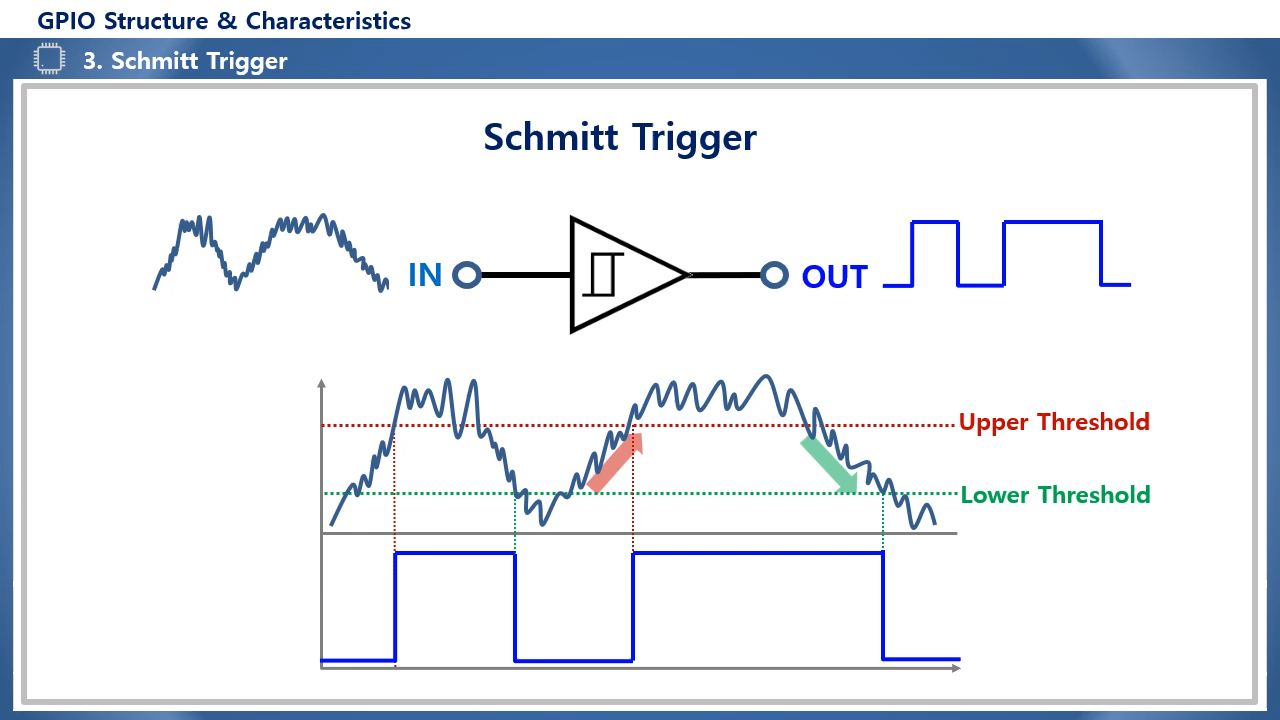 GPIO Structure & Characteristics
3. Schmitt Trigger
Schmitt Trigger
IN
OUT
Upper Threshold
Lower Threshold